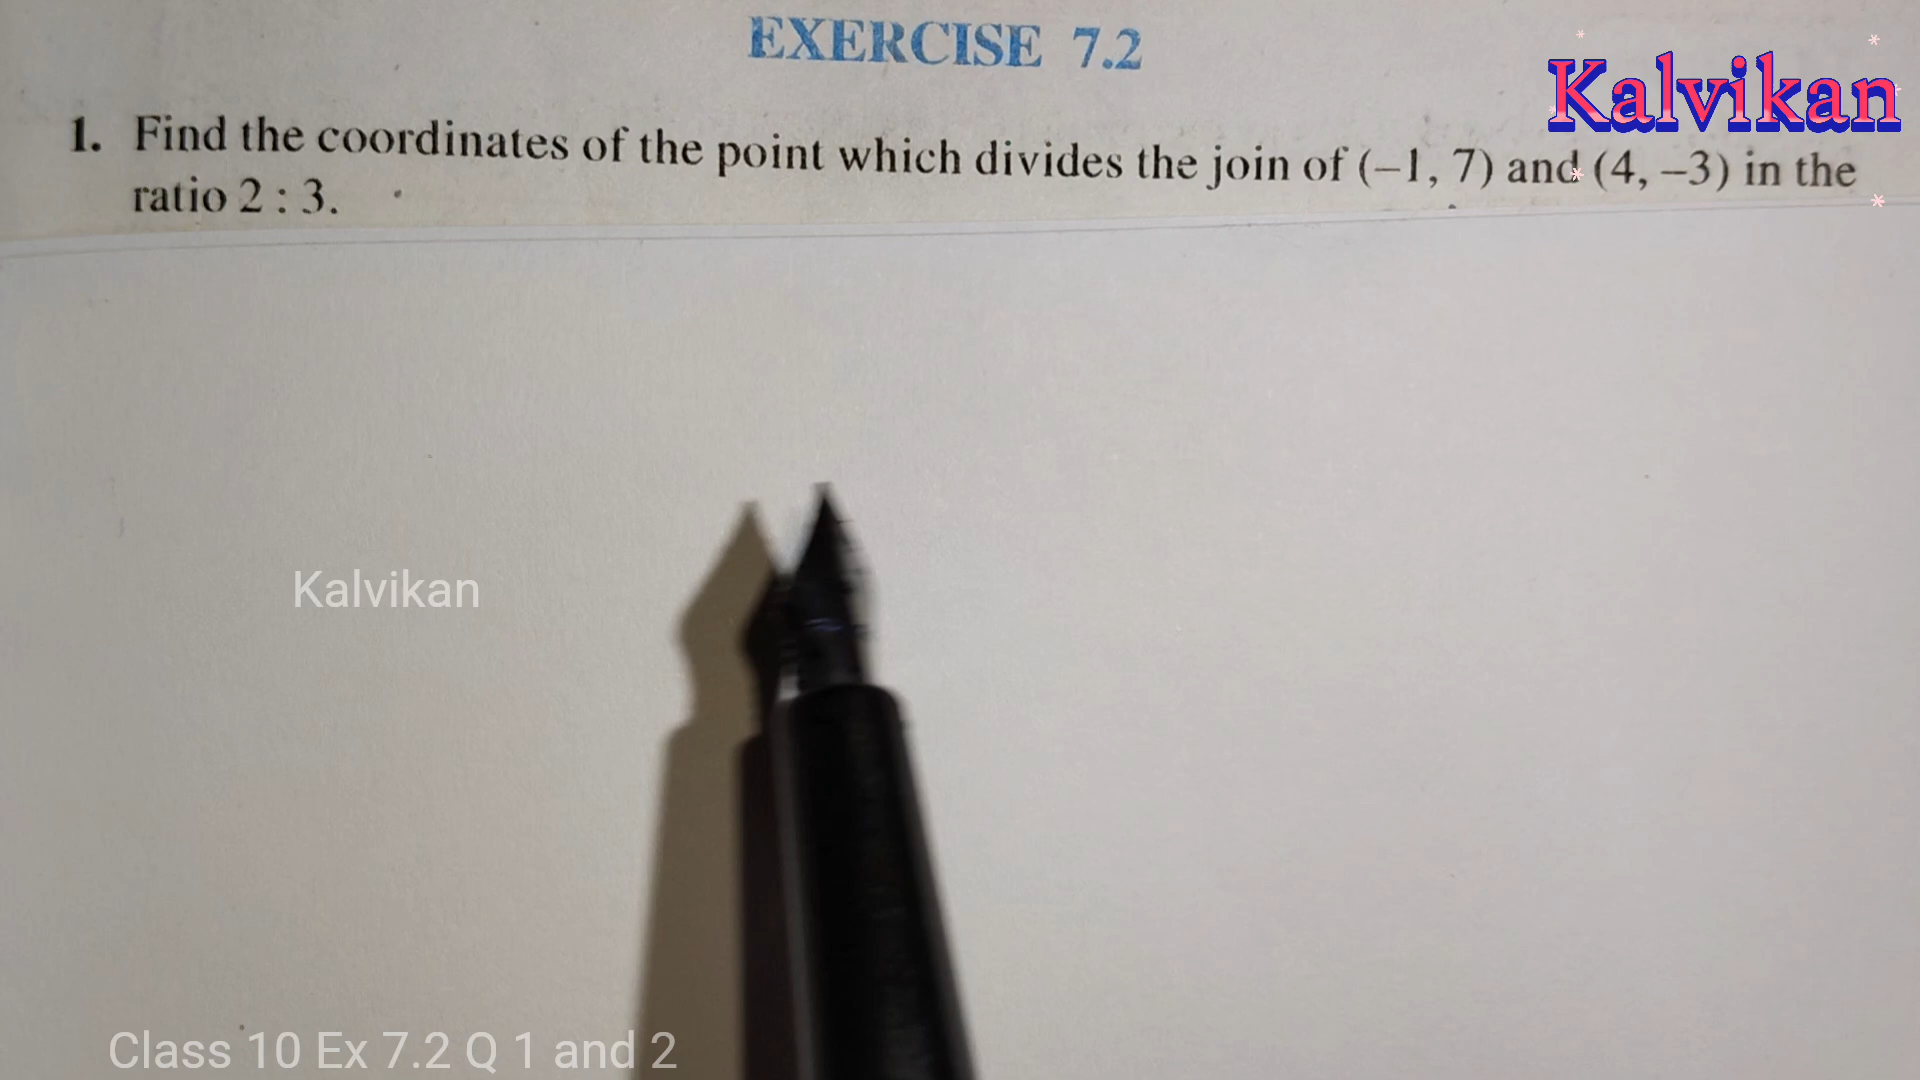 EXERCISE 7.2
Kalvikan
1. Find the coordinates of the point which divides the join of (–1, 7) and (4, –3) in the
ratio 2 : 3.
Kalvikan
Class 10 Ex 7.2 Q 1 and 2